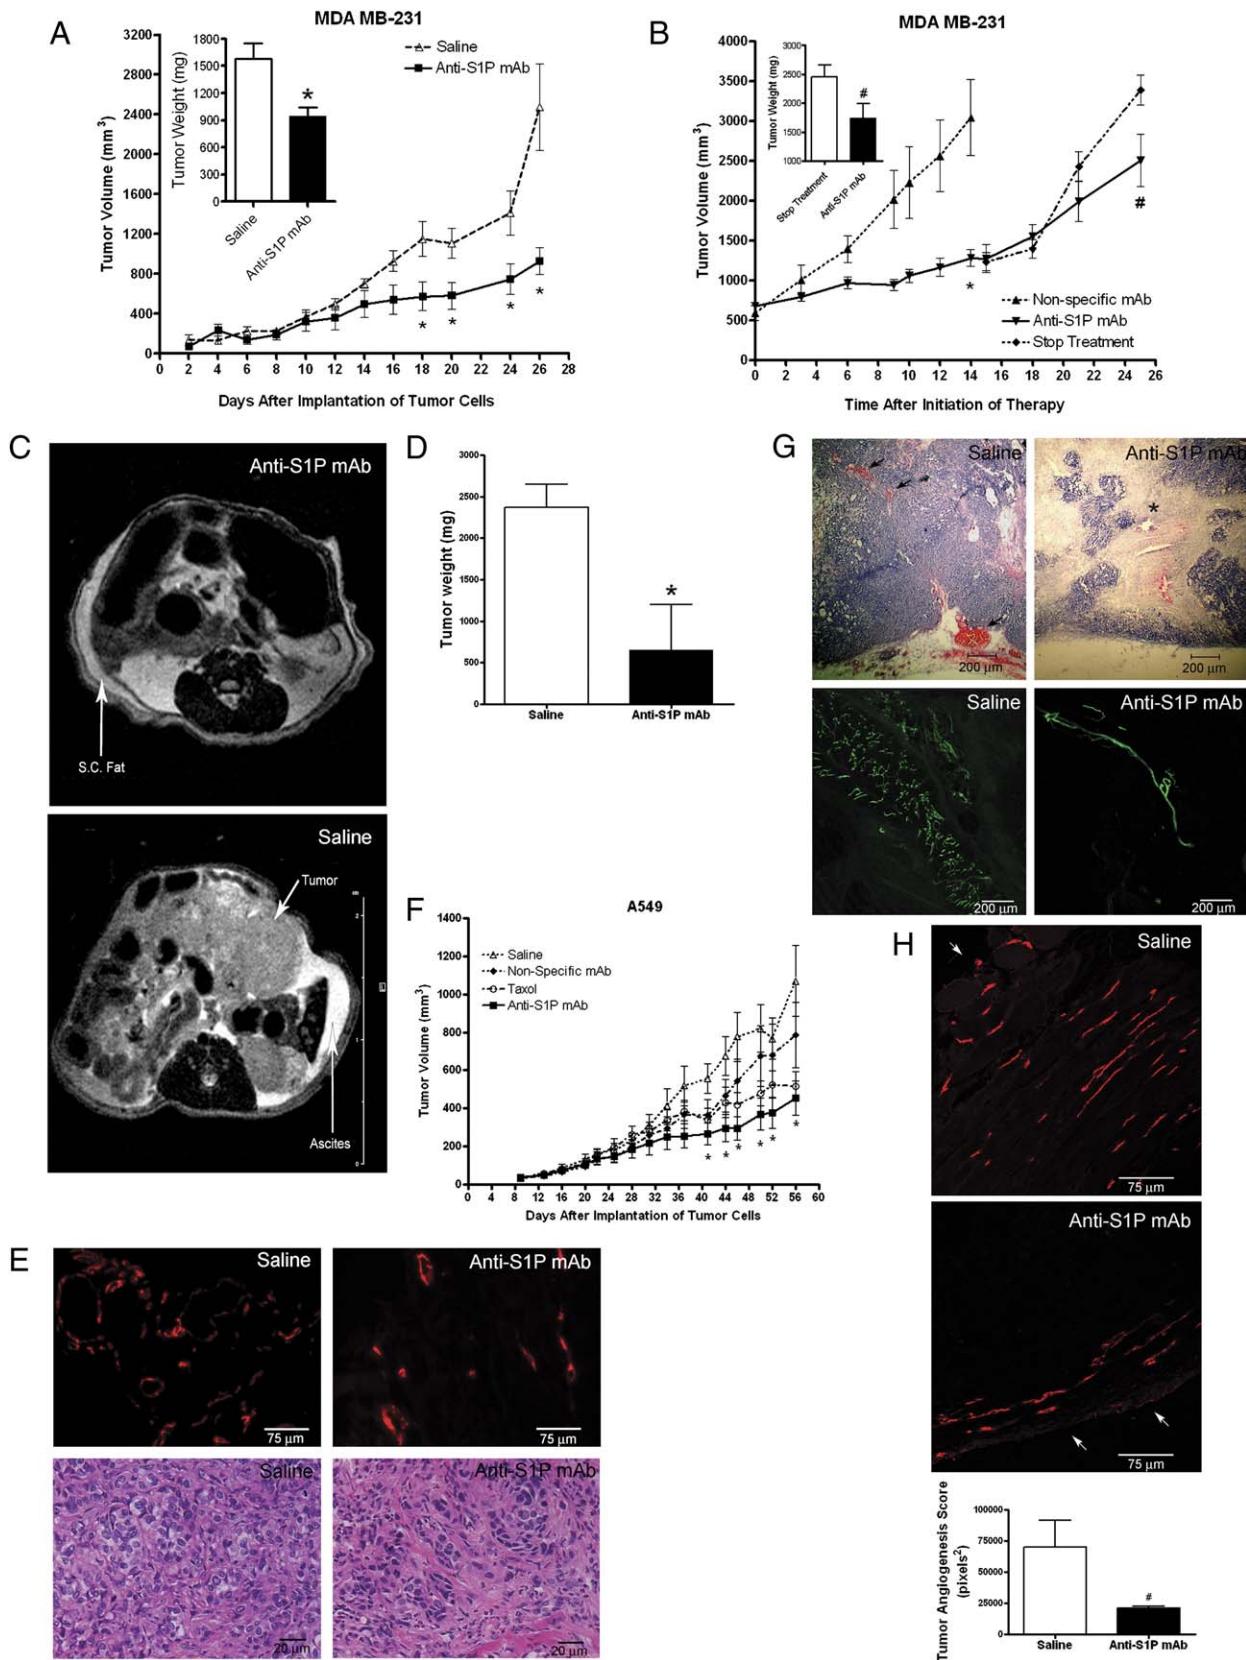 A
MDA MB-231
3200
2800
2400
2000
1600
1200
800
400
0
Tumor Volume (mm3)
0 2 4 6 8 10 12 14 16 18 20 22 24 26 28
Days After Implantation of Tumor Cells
1800
1500
1200
900
600
300
0
Tumor Weight (mg)
Saline
Anti-S1P mAb
*
Saline
Anti-S1P mAb
* * * *
B
MDA MB-231
4000
3500
3000
2500
2000
1500
1000
500
0
Tumor Volume (mm3)
0 2 4 6 8 10 12 14 16 18 20 22 24 26
Time After Initiation of Therapy
3000
2500
2000
1500
1000
Tumor Weight (mg)
Stop Treatment
Anti-S1P mAb
#
#
*
Non-specific mAb
Anti-S1P mAb
Stop Treatment
C
Anti-S1P mAb
S.C. Fat
Saline
Tumor
Ascites
2
1
0
D
3000
2500
2000
1500
1000
500
0
Tumor weight (mg)
*
Saline Anti-S1P mAb
E
Saline
75 µm
Anti-S1P mAb
75 µm
Saline
20 µm
Anti-S1P mAb
20 µm
F
A549
1400
1200
1000
800
600
400
200
0
Tumor Volume (mm3)
Saline
Non-Specific mAb
Taxol
Anti-S1P mAb
* * * * * *
0 4 8 12 16 20 24 28 32 36 40 44 48 52 56 60
Days After Implantation of Tumor Cells
G
Saline
200 µm
Anti-S1P mAb
*
200 µm
Saline
200 µm
Anti-S1P mAb
200 µm
H
Saline
75 µm
Anti-S1P mAb
75 µm
100000
75000
50000
25000
0
Tumor Angiogenesis Score
(pixels2)
#
Saline Anti-S1P mAb